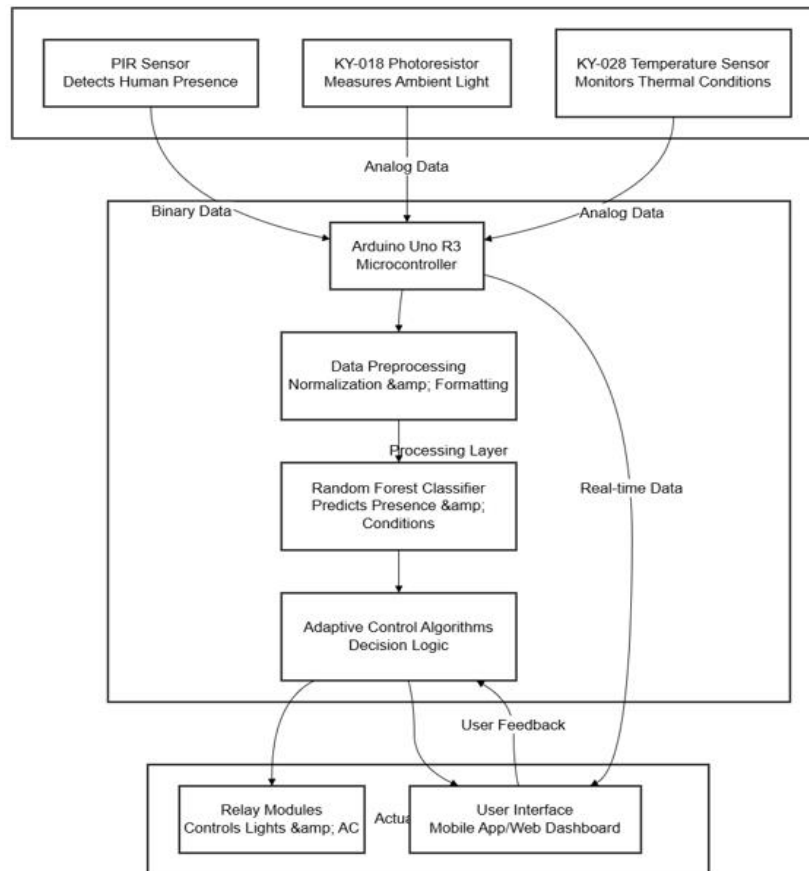 PIR Sensor
Detects Human Presence
KY-018 Photoresistor
Measures Ambient Light
KY-028 Temperature Sensor
Monitors Thermal Conditions
Analog Data
Binary Data
Analog Data
Arduino Uno R3
Microcontroller
Data Preprocessing
Normalization &amp; Formatting
Processing Layer
Random Forest Classifier
Predicts Presence &amp;
Conditions
Real-time Data
Adaptive Control Algorithms
Decision Logic
User Feedback
Relay Modules
Controls Lights &amp; AC
User Interface
Mobile App/Web Dashboard